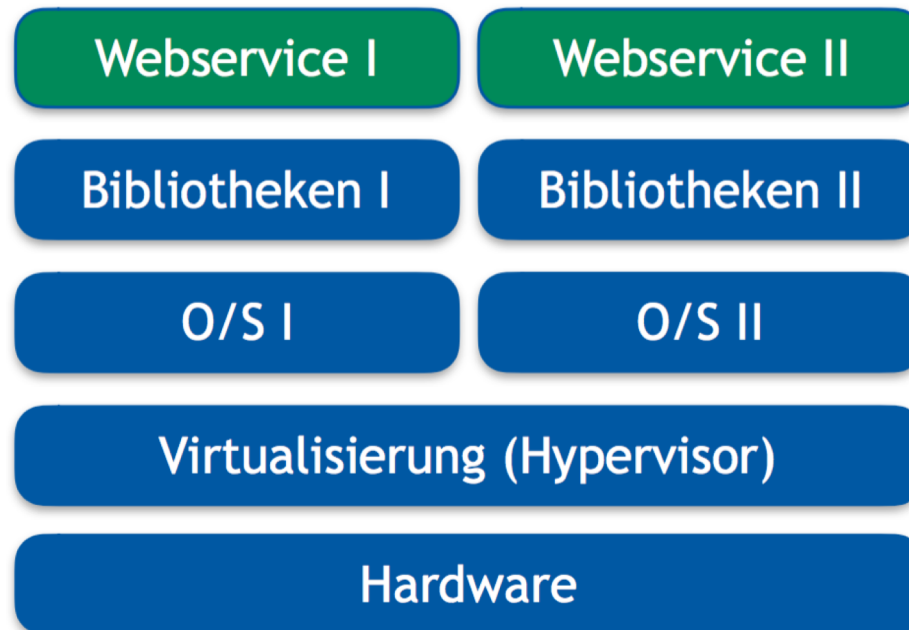 Webservice I
Webservice II
Bibliotheken I
Bibliotheken II
O/S I
O/S II
Virtualisierung (Hypervisor)
Hardware